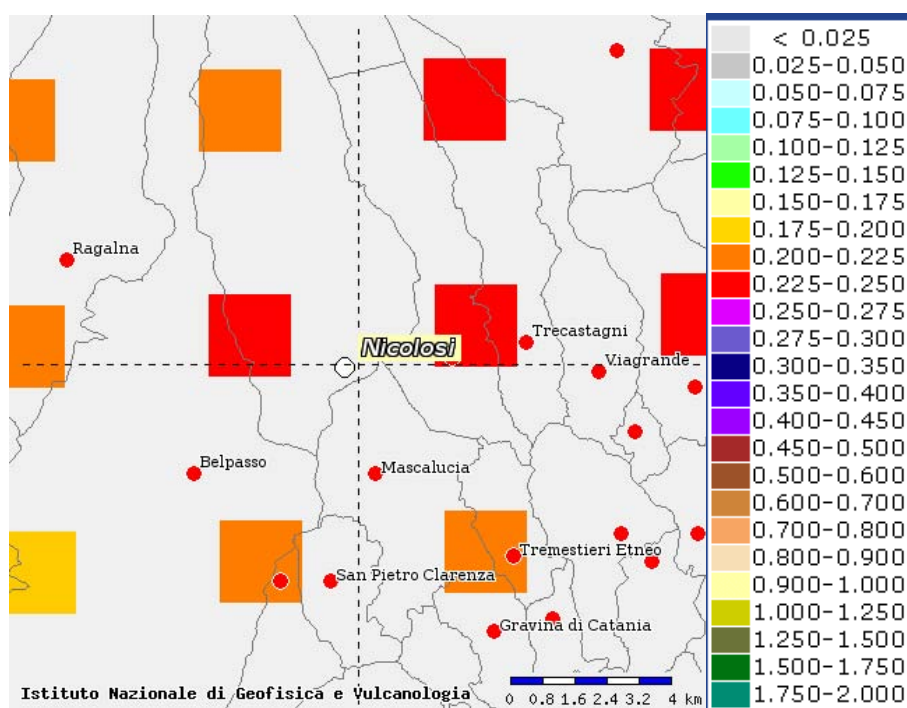 Ragalna
Nicolosi
Trecastagni
Viagrande
Belpasso
Mascalucia
Tremestieri Etneo
San Pietro Clarenza
Gravina di Catania
Istituto Nazionale di Geofisica e Vulcanologia
0 0.8 1.6 2.4 3.2 4 km
< 0.025
0.025-0.050
0.050-0.075
0.075-0.100
0.100-0.125
0.125-0.150
0.150-0.175
0.175-0.200
0.200-0.225
0.225-0.250
0.250-0.275
0.275-0.300
0.300-0.350
0.350-0.400
0.400-0.450
0.450-0.500
0.500-0.600
0.600-0.700
0.700-0.800
0.800-0.900
0.900-1.000
1.000-1.250
1.250-1.500
1.500-1.750
1.750-2.000